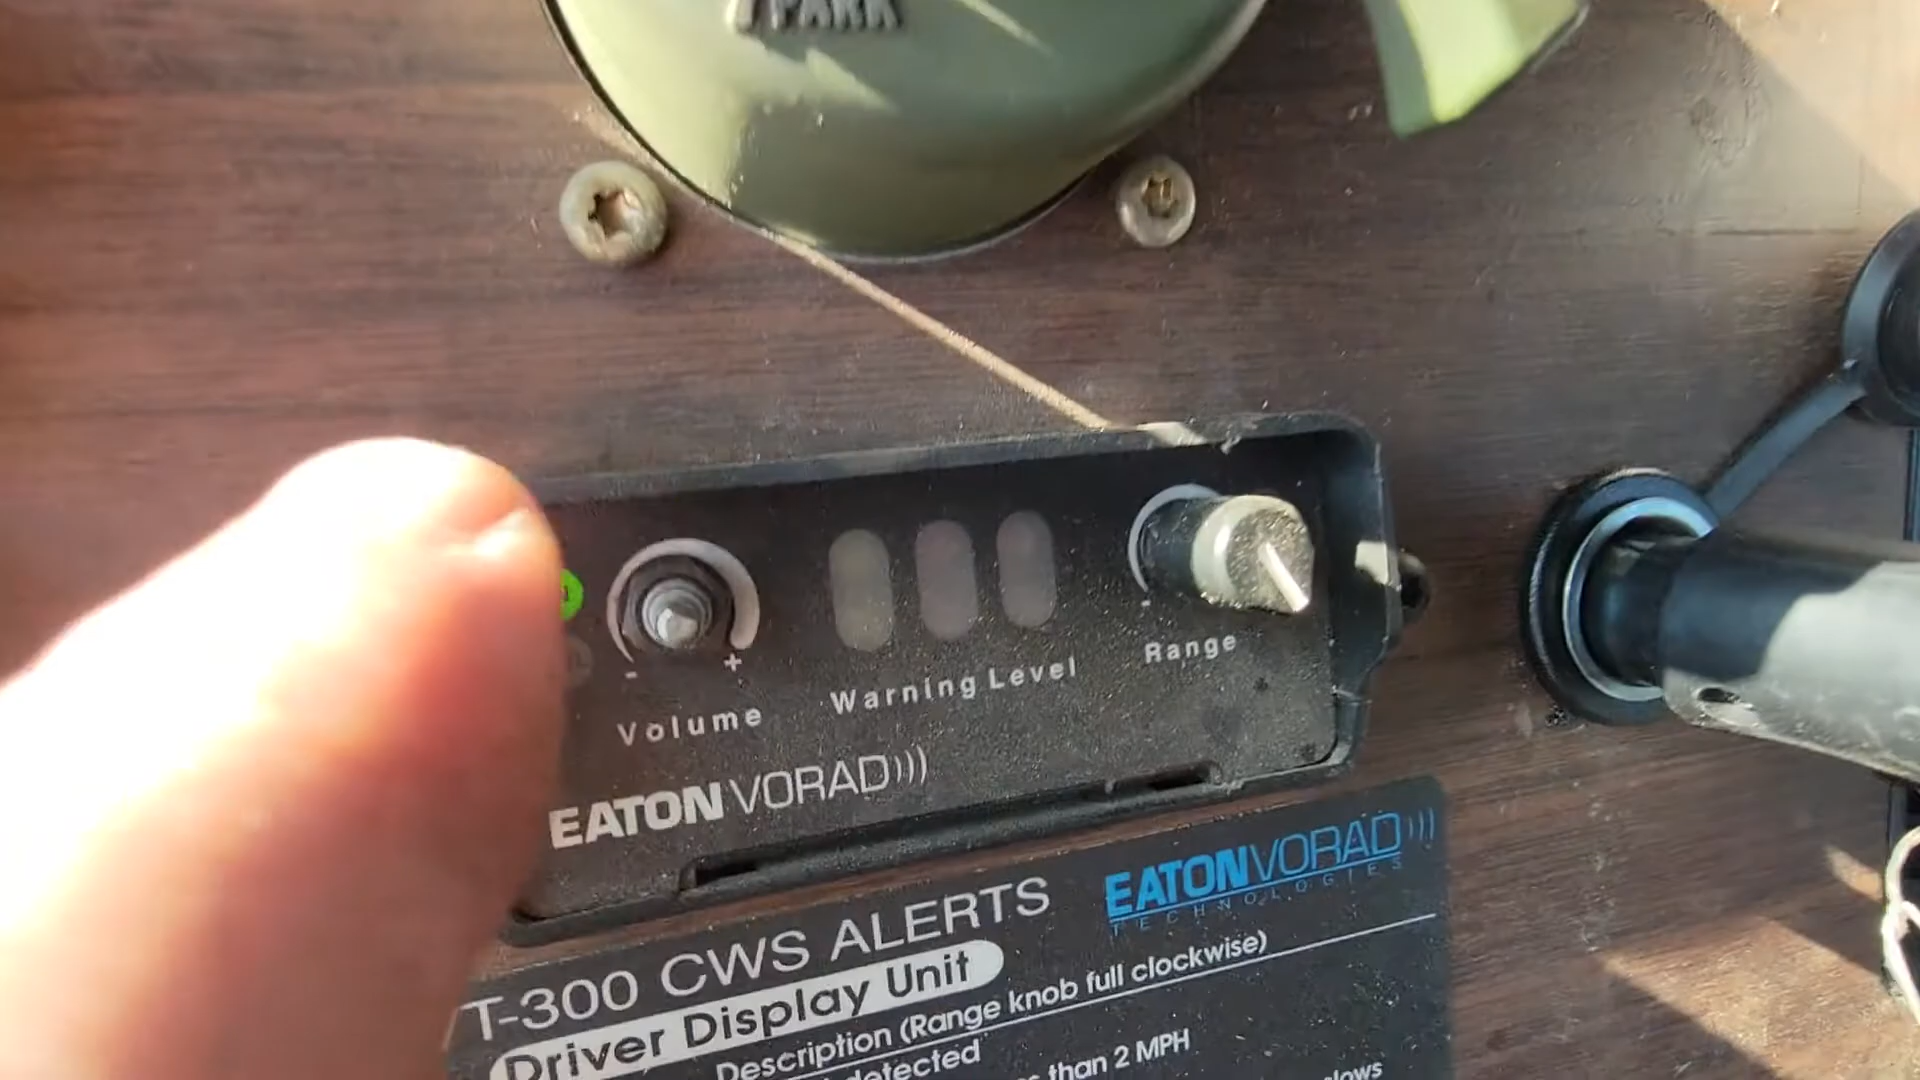 PARK
- +
Volume
Warning Level
-
Range
EATON VORAD
EATON VORAD
TECHNOLOGIES
T-300 CWS ALERTS
Driver Display Unit
Description (Range knob full clockwise)
detected
than 2 MPH